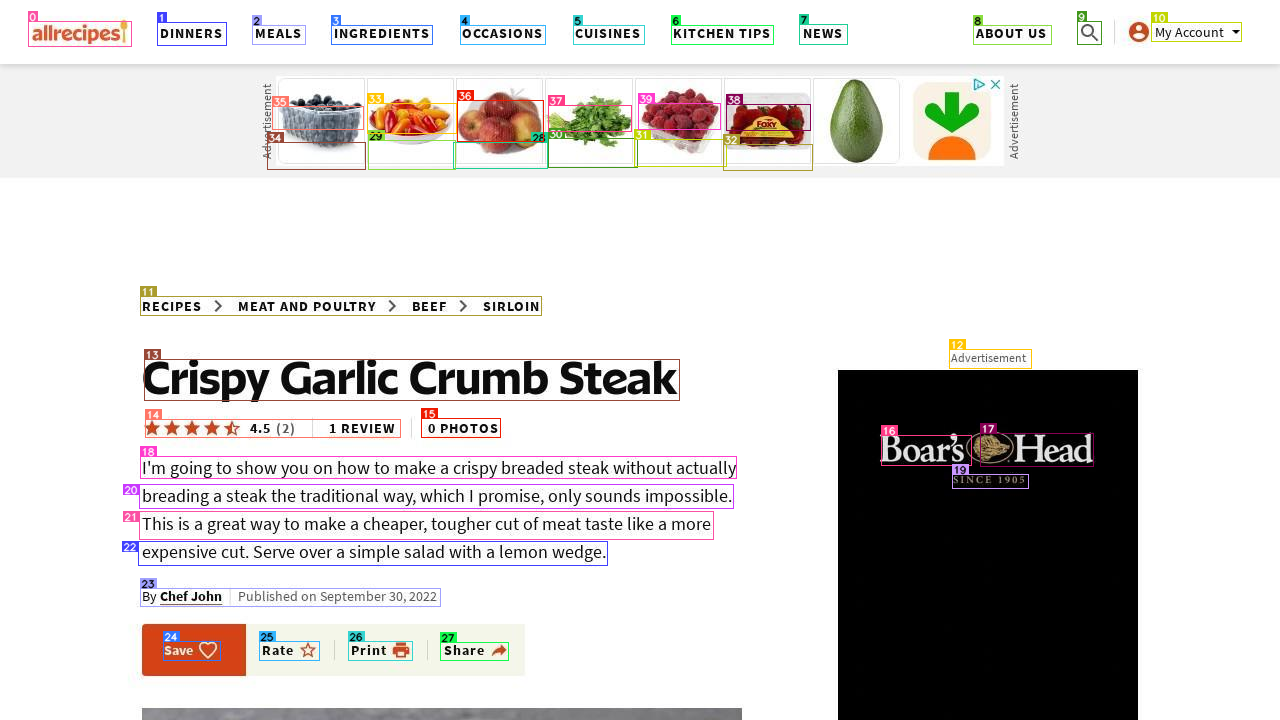 allrecipes
DINNERS
MEALS
INGREDIENTS
OCCASIONS
CUISINES
KITCHEN TIPS
NEWS
ABOUT US
My Account
Advertisement
FOXY
Advertisement
RECIPES
MEAT AND POULTRY
BEEF
SIRLOIN
Advertisement
Crispy Garlic Crumb Steak
4.5 (2)
1 REVIEW
0 PHOTOS
Boar's Head
SINCE 1905
I'm going to show you on how to make a crispy breaded steak without actually
breading a steak the traditional way, which I promise, only sounds impossible.
This is a great way to make a cheaper, tougher cut of meat taste like a more
expensive cut. Serve over a simple salad with a lemon wedge.
By Chef John
Published on September 30, 2022
Save
Rate
Print
Share
0
1
2
3
4
5
6
7
8
9
10
11
12
13
14
15
16
17
18
19
20
21
22
23
24
25
26
27
28
29
30
31
32
33
34
35
36
37
38
39